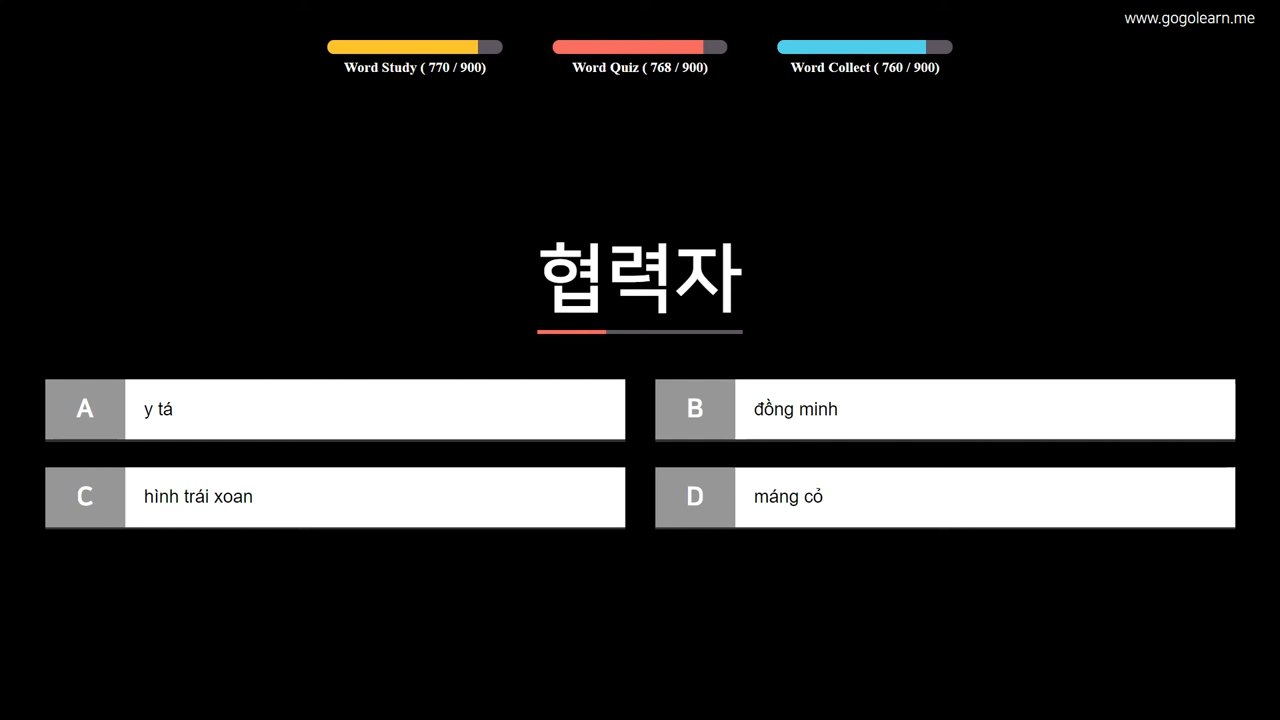 www.gogolearn.me
Word Study ( 770 / 900)
Word Quiz ( 768 / 900)
Word Collect ( 760 / 900)
협력자
A y tá
B đồng minh
C hình trái xoan
D máng cỏ